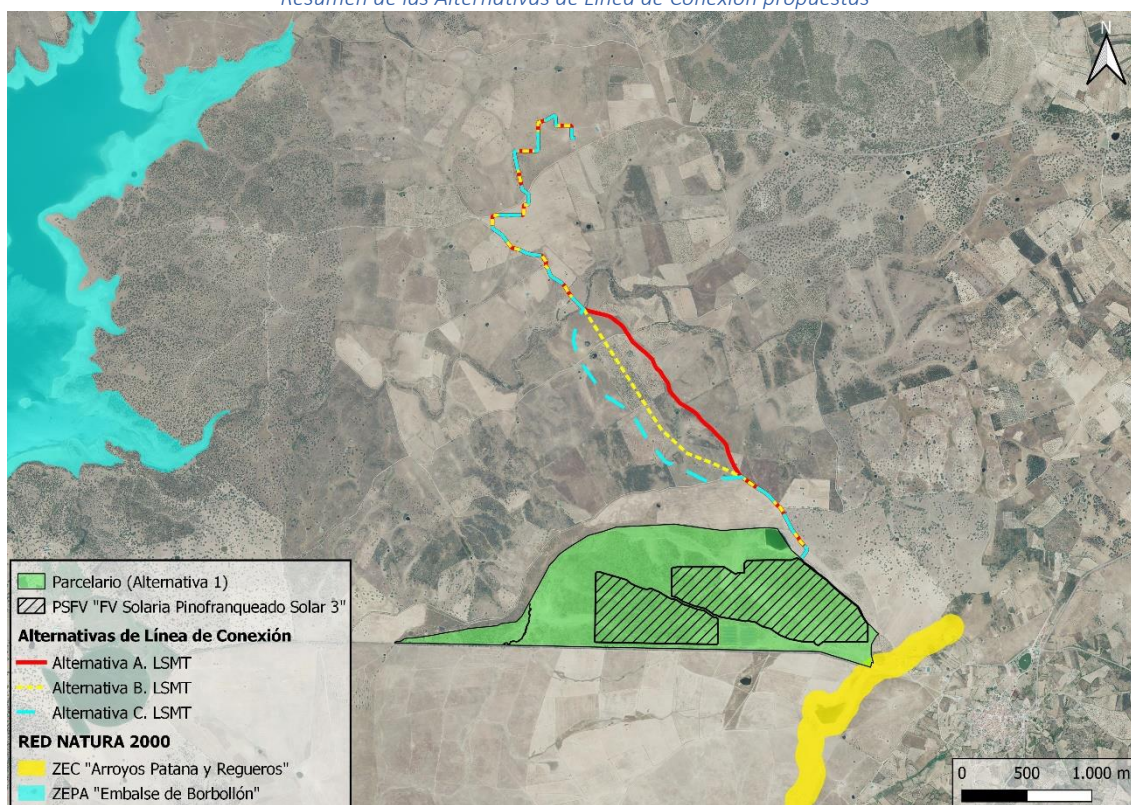 Resumen de las Alternativas de Línea de Conexión propuestas
N
Parcelario (Alternativa 1)
PSFV "FV Solaria Pinofranqueado Solar 3"
Alternativas de Línea de Conexión
Alternativa A. LSMT
Alternativa B. LSMT
Alternativa C. LSMT
RED NATURA 2000
ZEC "Arroyos Patana y Regueros"
ZEPA "Embalse de Borbollón"
0 500 1.000 m